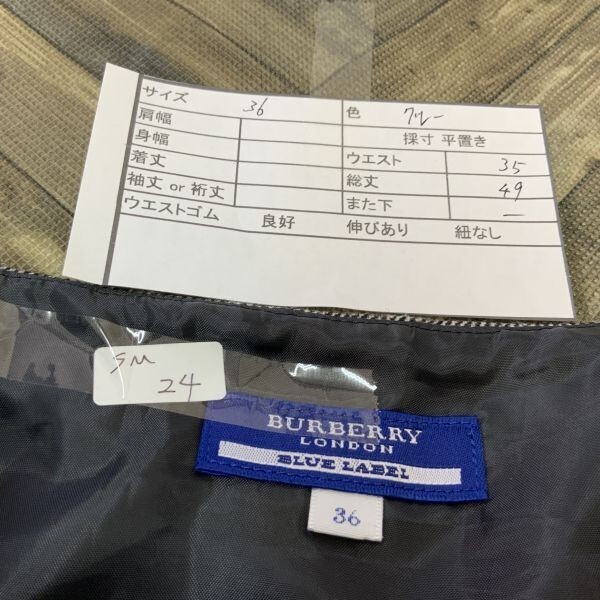 サイズ 36 色 グレー
肩幅 採寸 平置き
身幅 ウエスト 35
着丈 総丈 49
袖丈 or 裄丈 また下 —
ウエストゴム 良好 伸びあり 紐なし
SM
24
BURBERRY
LONDON
BLUE LABEL
36